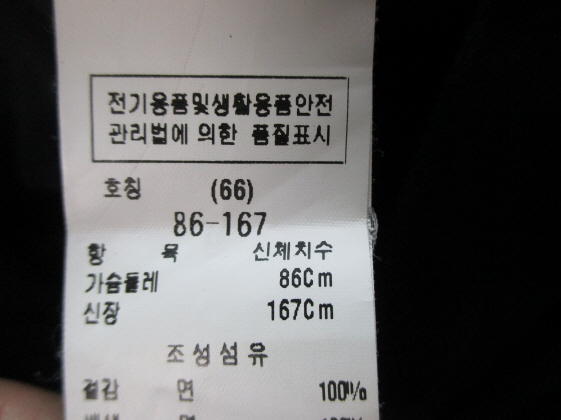 전기용품및생활용품안전
관리법에 의한 품질표시
호칭 (66)
86-167
항 목 신체치수
가슴둘레 86Cm
신장 167Cm
조성섬유
겉감 면 100%
면